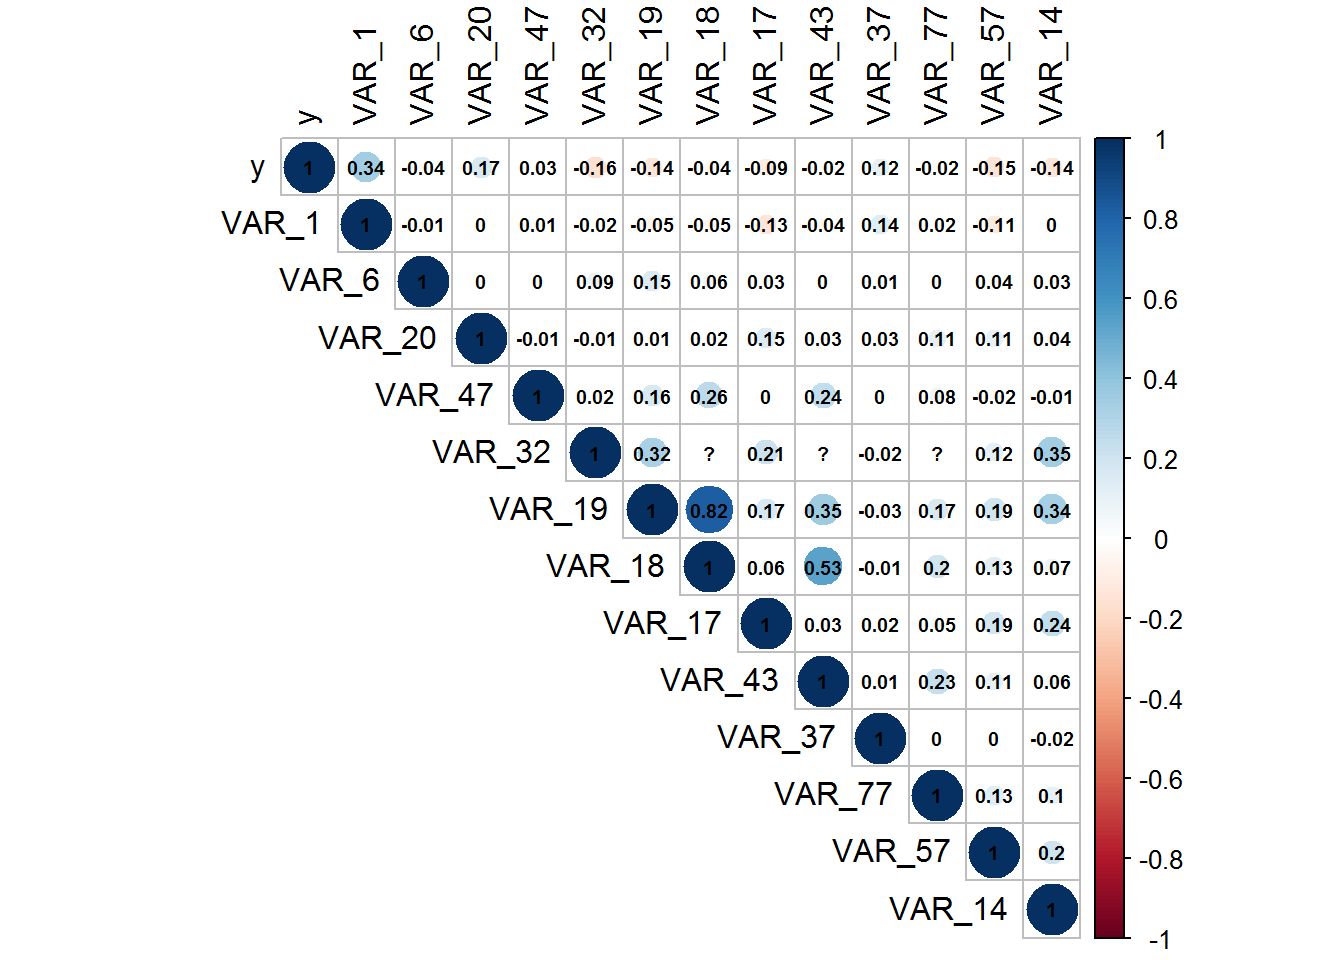 y VAR_1 VAR_6 VAR_20 VAR_47 VAR_32 VAR_19 VAR_18 VAR_17 VAR_43 VAR_37 VAR_77 VAR_57 VAR_14
y 1 0.34 -0.04 0.17 0.03 -0.16 -0.14 -0.04 -0.09 -0.02 0.12 -0.02 -0.15 -0.14
VAR_1 1 -0.01 0 0.01 -0.02 -0.05 -0.05 -0.13 -0.04 0.14 0.02 -0.11 0
VAR_6 1 0 0 0.09 0.15 0.06 0.03 0 0.01 0 0.04 0.03
VAR_20 1 -0.01 -0.01 0.01 0.02 0.15 0.03 0.03 0.11 0.11 0.04
VAR_47 1 0.02 0.16 0.26 0 0.24 0 0.08 -0.02 -0.01
VAR_32 1 0.32 ? 0.21 ? -0.02 ? 0.12 0.35
VAR_19 1 0.82 0.17 0.35 -0.03 0.17 0.19 0.34
VAR_18 1 0.06 0.53 -0.01 0.2 0.13 0.07
VAR_17 1 0.03 0.02 0.05 0.19 0.24
VAR_43 1 0.01 0.23 0.11 0.06
VAR_37 1 0 0 -0.02
VAR_77 1 0.13 0.1
VAR_57 1 0.2
VAR_14 1
1
0.8
0.6
0.4
0.2
0
-0.2
-0.4
-0.6
-0.8
-1